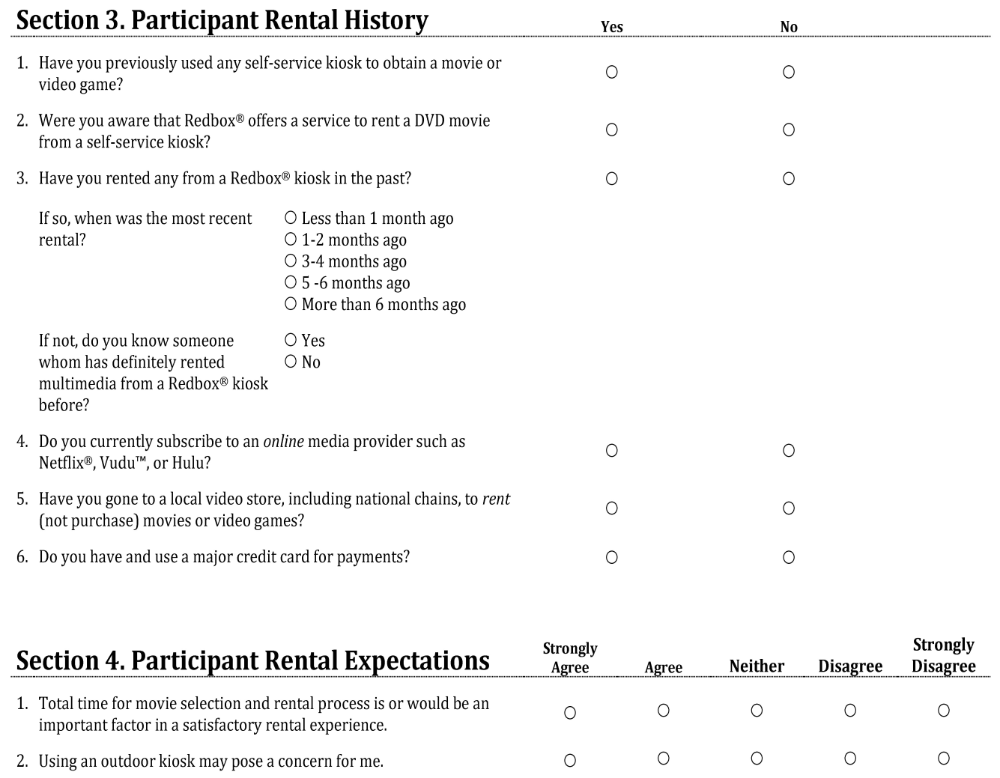 Section 3. Participant Rental History Yes No
1. Have you previously used any self-service kiosk to obtain a movie or
video game?
2. Were you aware that Redbox® offers a service to rent a DVD movie
from a self-service kiosk?
3. Have you rented any from a Redbox® kiosk in the past?
If so, when was the most recent
rental?
Less than 1 month ago
1-2 months ago
3-4 months ago
5 -6 months ago
More than 6 months ago
If not, do you know someone
whom has definitely rented
multimedia from a Redbox® kiosk
before?
Yes
No
4. Do you currently subscribe to an online media provider such as
Netflix®, Vudu™, or Hulu?
5. Have you gone to a local video store, including national chains, to rent
(not purchase) movies or video games?
6. Do you have and use a major credit card for payments?
Section 4. Participant Rental Expectations
Strongly
Agree
Agree
Neither
Disagree
Strongly
Disagree
1. Total time for movie selection and rental process is or would be an
important factor in a satisfactory rental experience.
2. Using an outdoor kiosk may pose a concern for me.